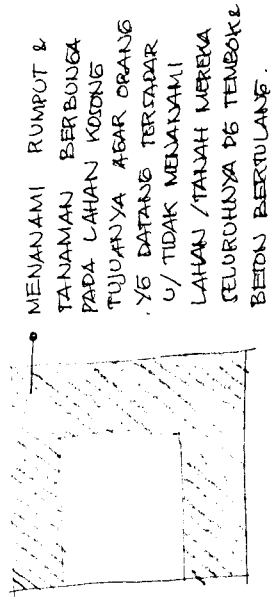 MENANAMI RUMPUT &
TANAMAN BERBUNGA
PADA LAHAN KOSONG
TUJUANNYA AGAR ORANG
YG DATANG TERSADAR
U/ TIDAK MENANAMI
LAHAN / TANAH MEREKA
SELURUHNYA DG TEMBOK &
BETON BERTULANG.